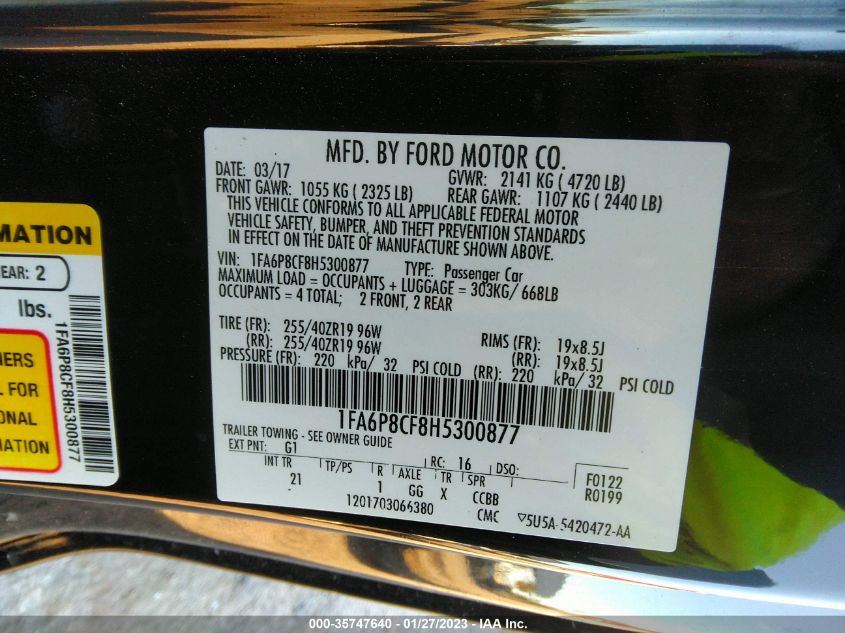 MFD. BY FORD MOTOR CO.
DATE: 03/17 GVWR: 2141 KG ( 4720 LB)
FRONT GAWR: 1055 KG ( 2325 LB) REAR GAWR: 1107 KG ( 2440 LB)
THIS VEHICLE CONFORMS TO ALL APPLICABLE FEDERAL MOTOR
VEHICLE SAFETY, BUMPER, AND THEFT PREVENTION STANDARDS
IN EFFECT ON THE DATE OF MANUFACTURE SHOWN ABOVE.
VIN: 1FA6P8CF8H5300877 TYPE: Passenger Car
MAXIMUM LOAD = OCCUPANTS + LUGGAGE = 303KG/ 668LB
OCCUPANTS = 4 TOTAL; 2 FRONT, 2 REAR
TIRE (FR): 255/40ZR19 96W RIMS (FR): 19x8.5J
(RR): 255/40ZR19 96W (RR): 19x8.5J
PRESSURE (FR): 220 kPa/ 32 PSI COLD (RR): 220 kPa/ 32 PSI COLD
1FA6P8CF8H5300877
TRAILER TOWING - SEE OWNER GUIDE
EXT PNT: G1 RC: 16 DSO: F0122
INT TR TP/PS R AXLE TR SPR R0199
21 1 GG X CCBB
1201703066380 CMC 5U5A-5420472-AA
MATION
EAR: 2
lbs.
NERS
L FOR
ONAL
MATION
1FA6P8CF8H5300877
000-35747640 // 01/27/2023 // IAA Inc.